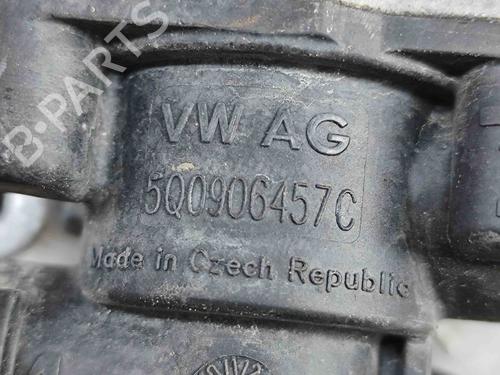 B-PARTS
VW AG
5Q0906457C
Made in Czech Republic